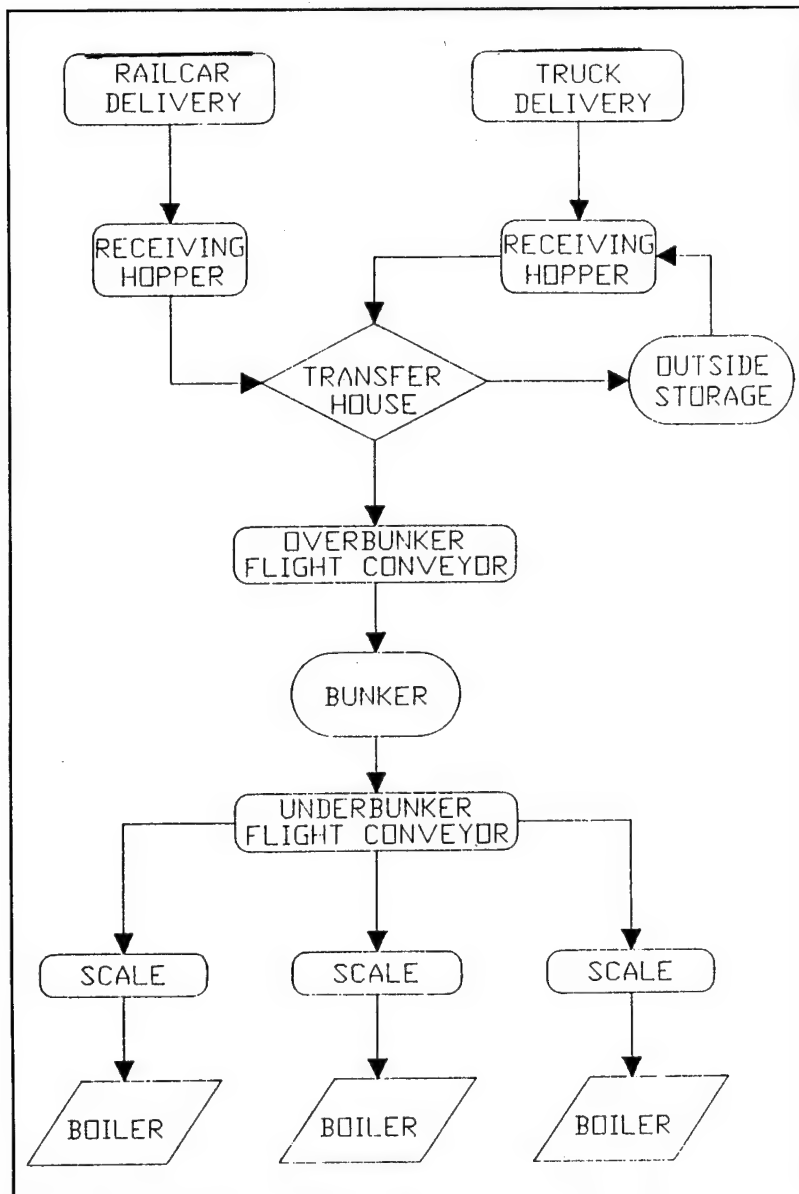 RAILCAR
DELIVERY
TRUCK
DELIVERY
RECEIVING
HOPPER
RECEIVING
HOPPER
TRANSFER
HOUSE
OUTSIDE
STORAGE
OVERBUNKER
FLIGHT CONVEYOR
BUNKER
UNDERBUNKER
FLIGHT CONVEYOR
SCALE
SCALE
SCALE
BOILER
BOILER
BOILER